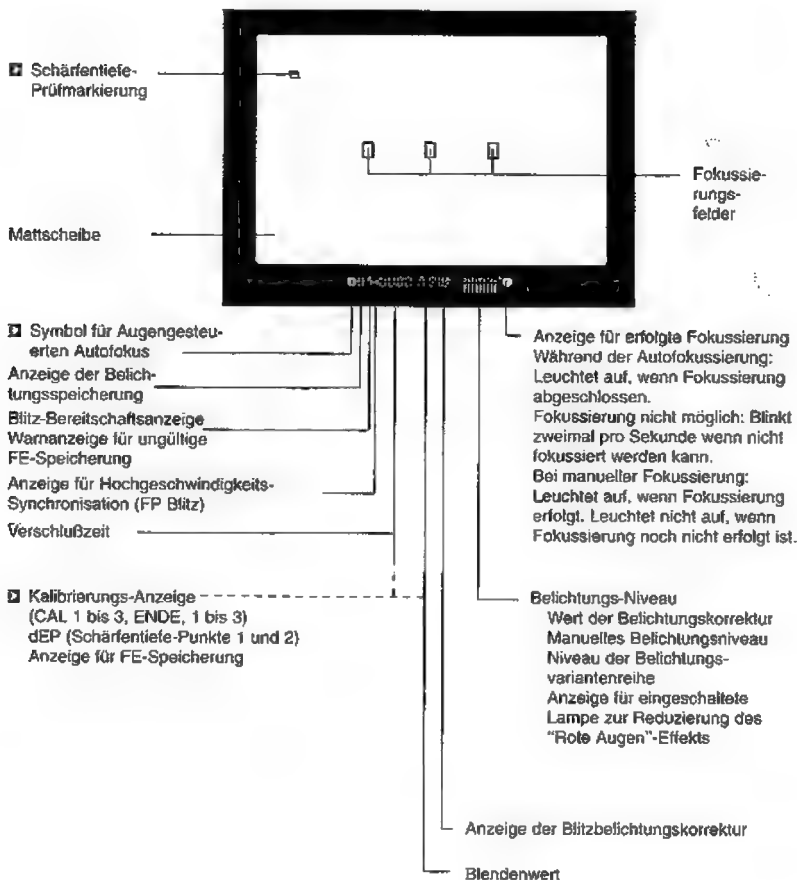 Schärfentiefe-
Prüfmarkierung
Fokussie-
rungs-
felder
Mattscheibe
Symbol für Augengesteu-
erten Autofokus
Anzeige der Belich-
tungsspeicherung
Blitz-Bereitschaftsanzeige
Warnanzeige für ungültige
FE-Speicherung
Anzeige für Hochgeschwindigkeits-
Synchronisation (FP Blitz)
Verschlußzeit
Kalibrierungs-Anzeige
(CAL 1 bis 3, ENDE, 1 bis 3)
dEP (Schärfentiefe-Punkte 1 und 2)
Anzeige für FE-Speicherung
Anzeige für erfolgte Fokussierung
Während der Autofokussierung:
Leuchtet auf, wenn Fokussierung
abgeschlossen.
Fokussierung nicht möglich: Blinkt
zweimal pro Sekunde wenn nicht
fokussiert werden kann.
Bei manueller Fokussierung:
Leuchtet auf, wenn Fokussierung
erfolgt. Leuchtet nicht auf, wenn
Fokussierung noch nicht erfolgt ist.
Belichtungs-Niveau
Wert der Belichtungskorrektur
Manuelles Belichtungsniveau
Niveau der Belichtungs-
variantenreihe
Anzeige für eingeschaltete
Lampe zur Reduzierung des
"Rote Augen"-Effekts
Anzeige der Blitzbelichtungskorrektur
Blendenwert